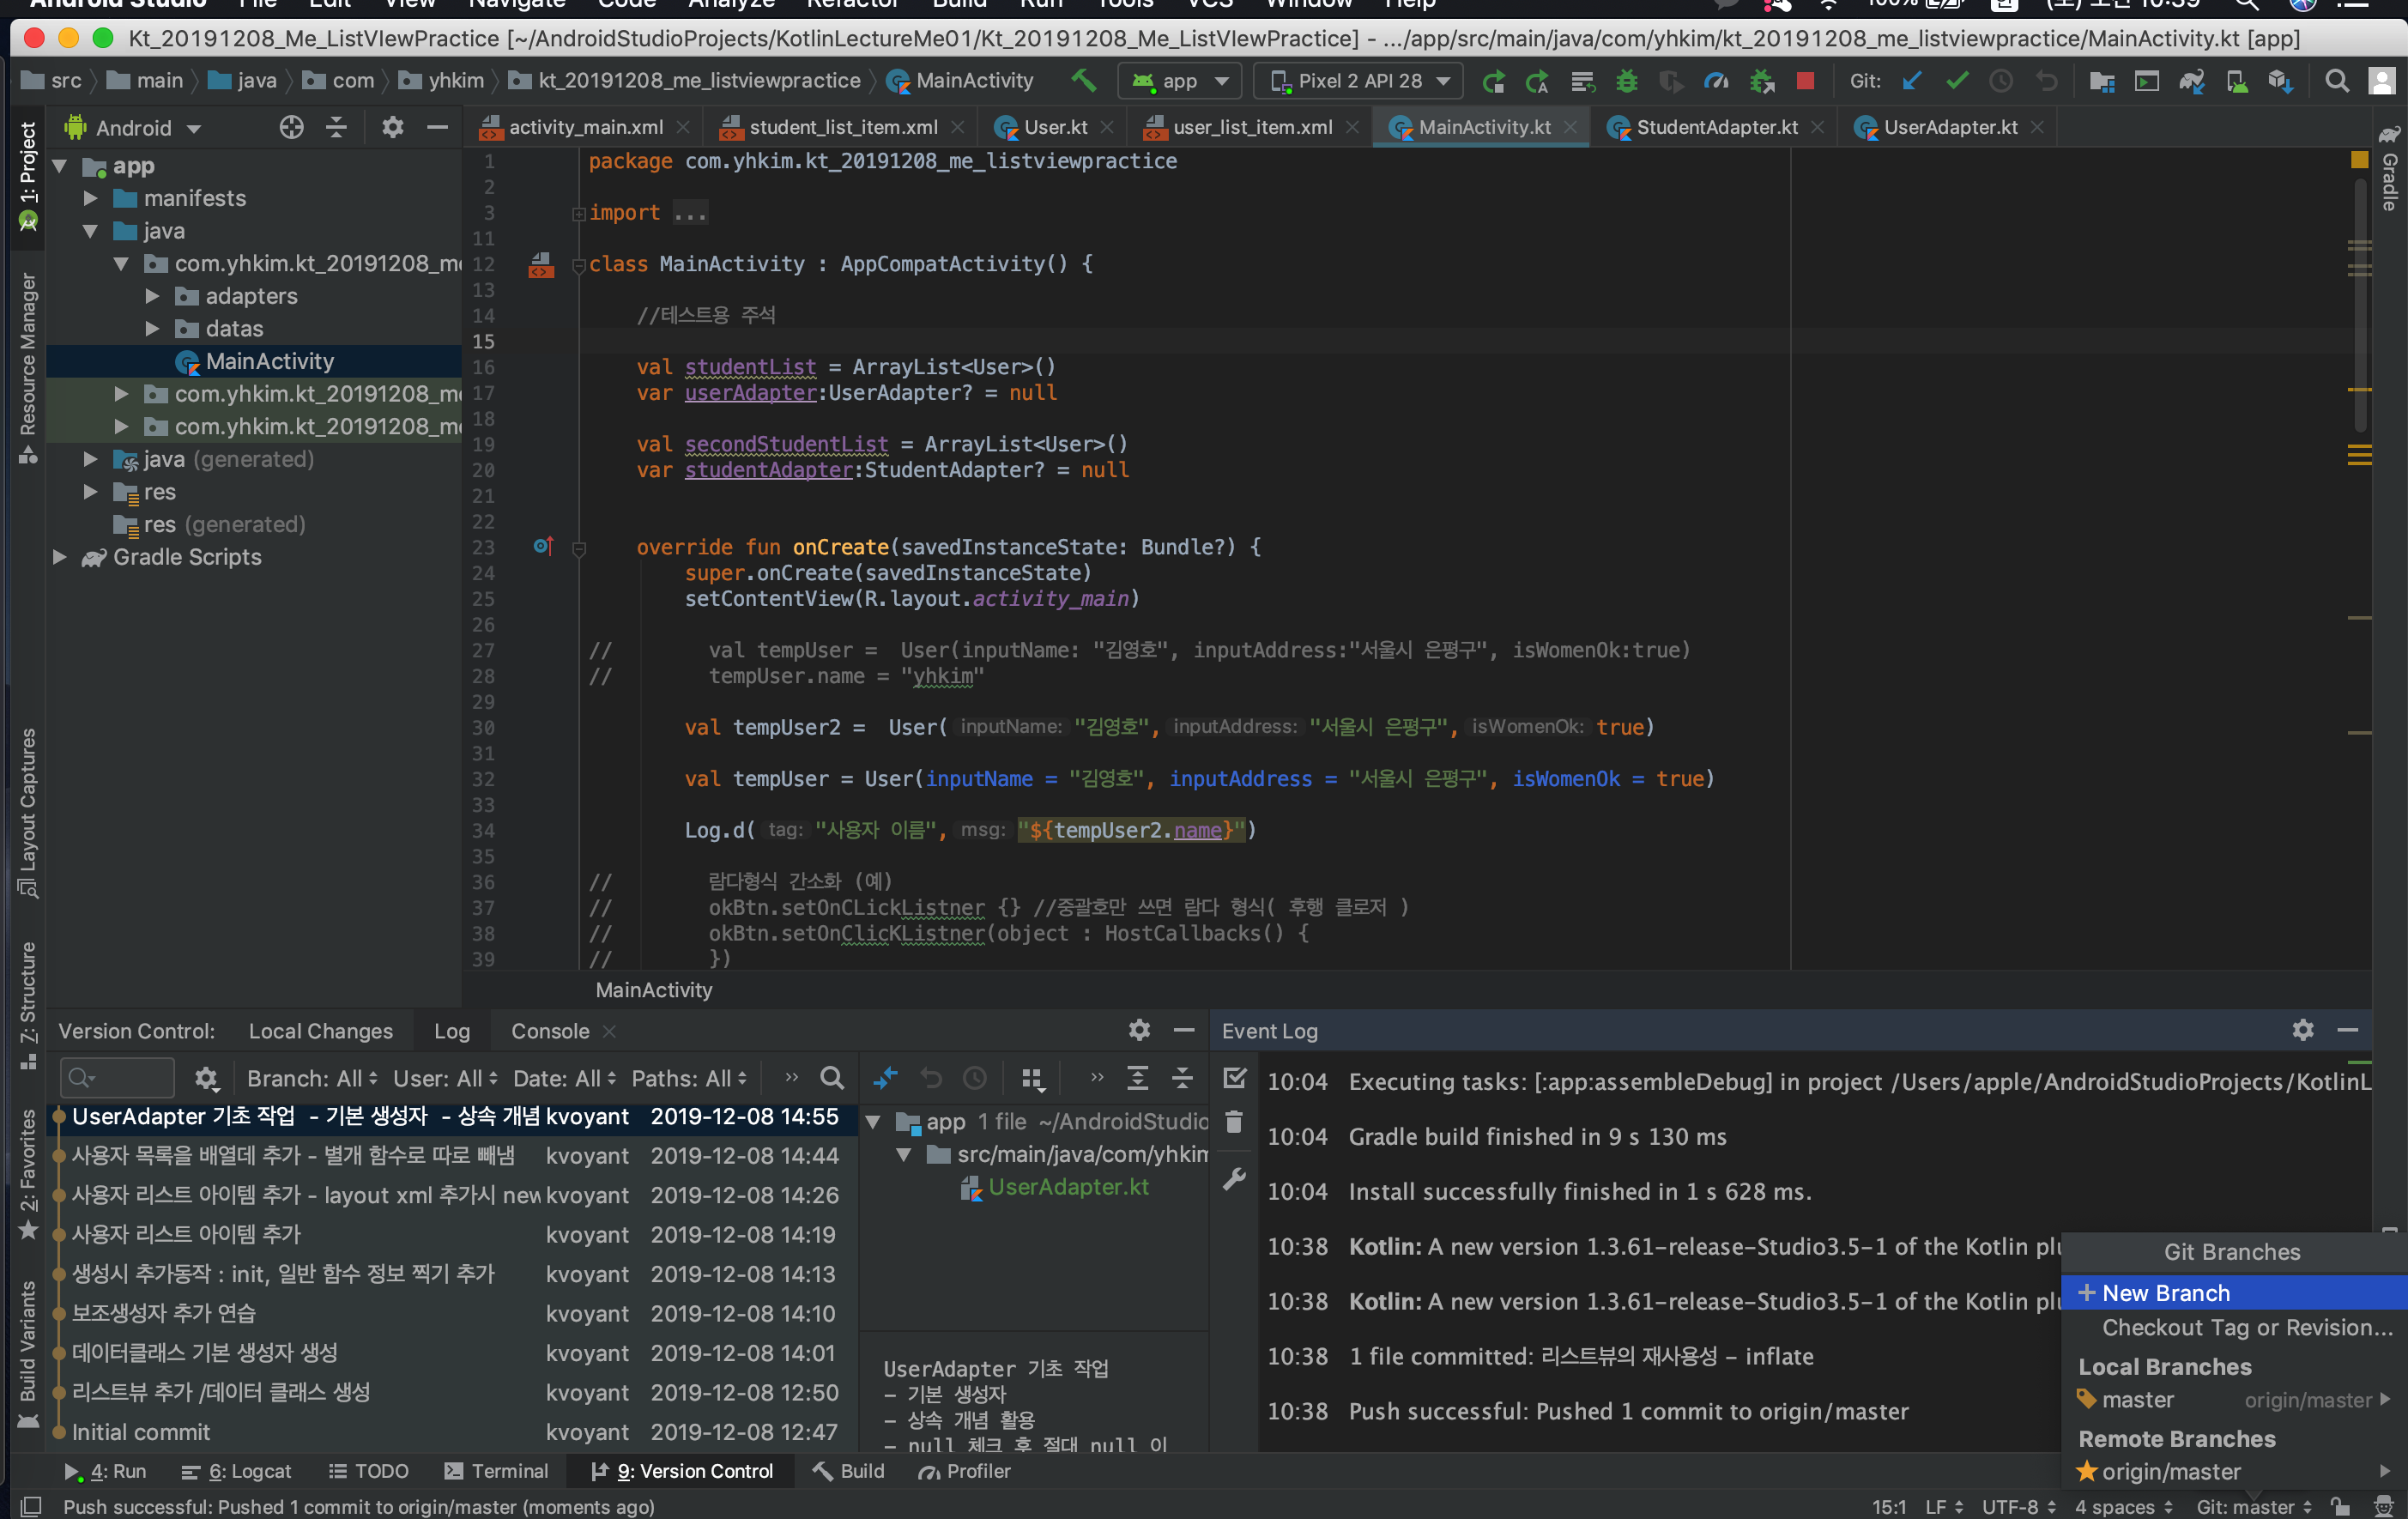 Android Studio File Edit View Navigate Code Analyze Refactor Build Run Tools VCS Window Help 100% (토) 오전 10:39
Kt_20191208_Me_ListVIewPractice [~/AndroidStudioProjects/KotlinLectureMe01/Kt_20191208_Me_ListVIewPractice] - .../app/src/main/java/com/yhkim/kt_20191208_me_listviewpractice/MainActivity.kt [app]
src main java com yhkim kt_20191208_me_listviewpractice MainActivity app Pixel 2 API 28 Git:
Android
activity_main.xml student_list_item.xml User.kt user_list_item.xml MainActivity.kt StudentAdapter.kt UserAdapter.kt
1: Project
Resource Manager
Layout Captures
7: Structure
2: Favorites
Build Variants
Gradle
app
manifests
java
com.yhkim.kt_20191208_me
adapters
datas
MainActivity
com.yhkim.kt_20191208_me
com.yhkim.kt_20191208_me
java (generated)
res
res (generated)
Gradle Scripts
1 package com.yhkim.kt_20191208_me_listviewpractice
2
3 import ...
11
12 class MainActivity : AppCompatActivity() {
13
14 //테스트용 주석
15
16 val studentList = ArrayList<User>()
17 var userAdapter:UserAdapter? = null
18
19 val secondStudentList = ArrayList<User>()
20 var studentAdapter:StudentAdapter? = null
21
22
23 override fun onCreate(savedInstanceState: Bundle?) {
24 super.onCreate(savedInstanceState)
25 setContentView(R.layout.activity_main)
26
27 // val tempUser = User(inputName: "김영호", inputAddress:"서울시 은평구", isWomenOk:true)
28 // tempUser.name = "yhkim"
29
30 val tempUser2 = User( inputName: "김영호", inputAddress: "서울시 은평구", isWomenOk: true)
31
32 val tempUser = User(inputName = "김영호", inputAddress = "서울시 은평구", isWomenOk = true)
33
34 Log.d( tag: "사용자 이름", msg: "${tempUser2.name}")
35
36 // 람다형식 간소화 (예)
37 // okBtn.setOnCLickListner {} //중괄호만 쓰면 람다 형식( 후행 클로저 )
38 // okBtn.setOnClicKListner(object : HostCallbacks() {
39 // })
MainActivity
Version Control: Local Changes Log Console
Branch: All User: All Date: All Paths: All
UserAdapter 기초 작업 - 기본 생성자 - 상속 개념 kvoyant 2019-12-08 14:55
사용자 목록을 배열데 추가 - 별개 함수로 따로 빼냄 kvoyant 2019-12-08 14:44
사용자 리스트 아이템 추가 - layout xml 추가시 new kvoyant 2019-12-08 14:26
사용자 리스트 아이템 추가 kvoyant 2019-12-08 14:19
생성시 추가동작 : init, 일반 함수 정보 찍기 추가 kvoyant 2019-12-08 14:13
보조생성자 추가 연습 kvoyant 2019-12-08 14:10
데이터클래스 기본 생성자 생성 kvoyant 2019-12-08 14:01
리스트뷰 추가 /데이터 클래스 생성 kvoyant 2019-12-08 12:50
Initial commit kvoyant 2019-12-08 12:47
app 1 file ~/AndroidStudio
src/main/java/com/yhkim
UserAdapter.kt
UserAdapter 기초 작업
- 기본 생성자
- 상속 개념 활용
- null 체크 후 절대 null 이
Event Log
10:04 Executing tasks: [:app:assembleDebug] in project /Users/apple/AndroidStudioProjects/KotlinL
10:04 Gradle build finished in 9 s 130 ms
10:04 Install successfully finished in 1 s 628 ms.
10:38 Kotlin: A new version 1.3.61-release-Studio3.5-1 of the Kotlin plu
10:38 Kotlin: A new version 1.3.61-release-Studio3.5-1 of the Kotlin plu
10:38 1 file committed: 리스트뷰의 재사용성 - inflate
10:38 Push successful: Pushed 1 commit to origin/master
Git Branches
New Branch
Checkout Tag or Revision...
Local Branches
master origin/master
Remote Branches
origin/master
4: Run 6: Logcat TODO Terminal 9: Version Control Build Profiler
Push successful: Pushed 1 commit to origin/master (moments ago) 15:1 LF UTF-8 4 spaces Git: master